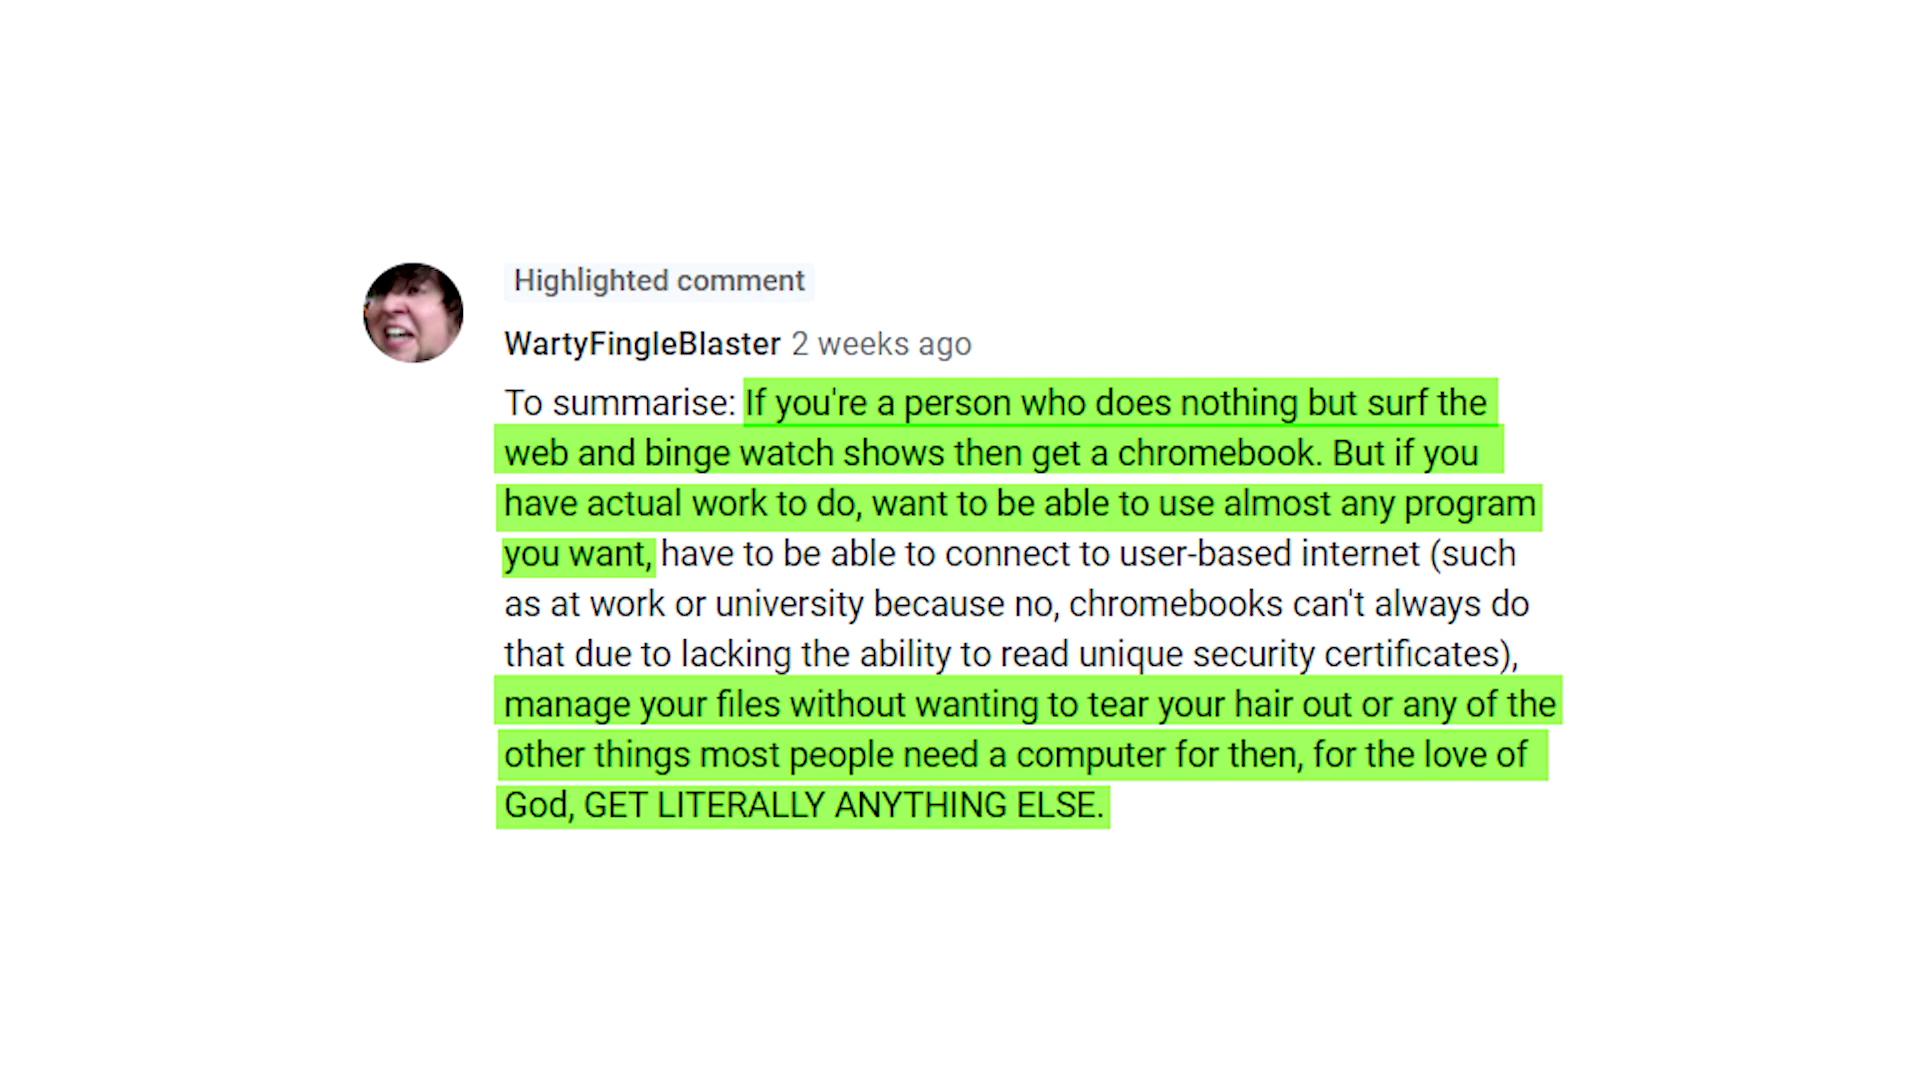 Highlighted comment
WartyFingleBlaster 2 weeks ago
To summarise: If you're a person who does nothing but surf the
web and binge watch shows then get a chromebook. But if you
have actual work to do, want to be able to use almost any program
you want, have to be able to connect to user-based internet (such
as at work or university because no, chromebooks can't always do
that due to lacking the ability to read unique security certificates),
manage your files without wanting to tear your hair out or any of the
other things most people need a computer for then, for the love of
God, GET LITERALLY ANYTHING ELSE.